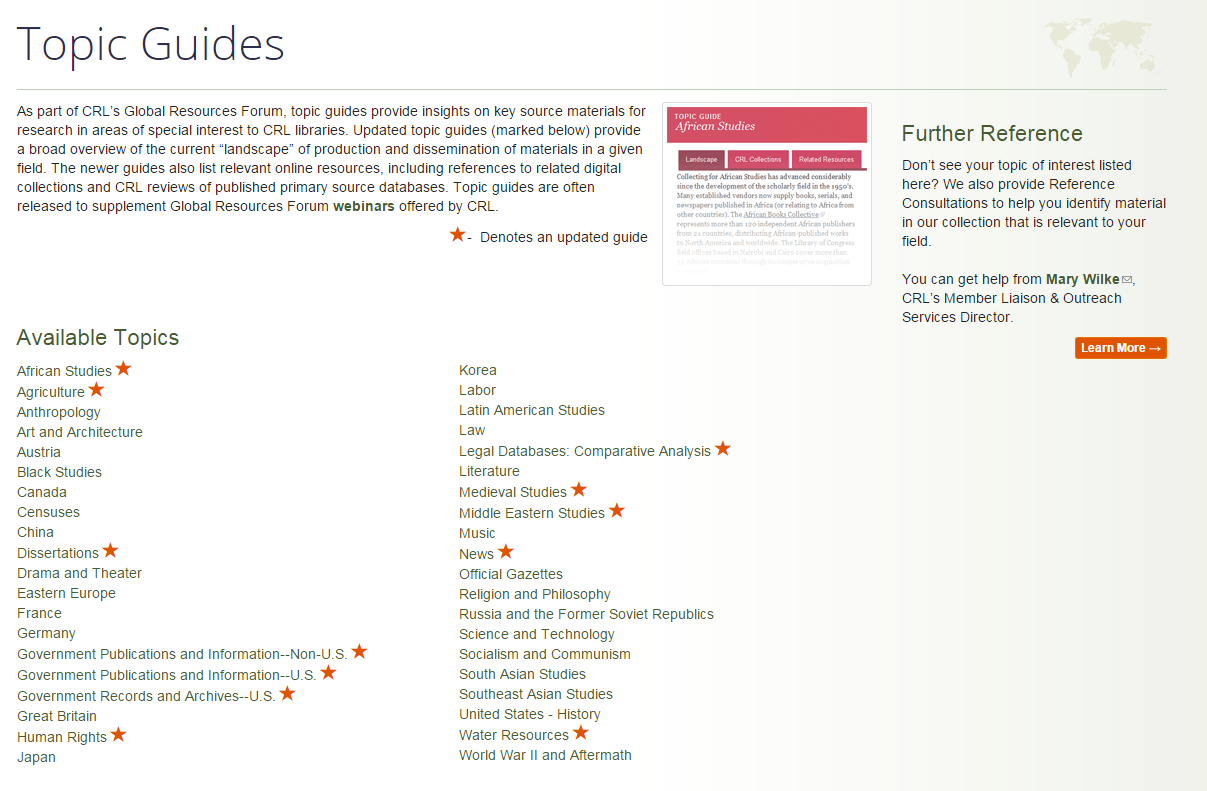 Topic Guides
As part of CRL’s Global Resources Forum, topic guides provide insights on key source materials for
research in areas of special interest to CRL libraries. Updated topic guides (marked below) provide
a broad overview of the current “landscape” of production and dissemination of materials in a given
field. The newer guides also list relevant online resources, including references to related digital
collections and CRL reviews of published primary source databases. Topic guides are often
released to supplement Global Resources Forum webinars offered by CRL.
★- Denotes an updated guide
TOPIC GUIDE
African Studies
Landscape CRL Collections Related Resources
Collecting for African Studies has advanced considerably
since the development of the scholarly field in the 1950's.
Many established vendors now supply books, serials, and
newspapers published in Africa (or relating to Africa from
other countries). The African Books Collective
represents more than 120 independent African publishers
from 21 countries, distributing African-published works
to North America and worldwide. The Library of Congress
field offices based in Nairobi and Cairo cover more than
Further Reference
Don’t see your topic of interest listed
here? We also provide Reference
Consultations to help you identify material
in our collection that is relevant to your
field.
You can get help from Mary Wilke,
CRL’s Member Liaison & Outreach
Services Director.
Learn More →
Available Topics
African Studies ★
Agriculture ★
Anthropology
Art and Architecture
Austria
Black Studies
Canada
Censuses
China
Dissertations ★
Drama and Theater
Eastern Europe
France
Germany
Government Publications and Information--Non-U.S. ★
Government Publications and Information--U.S. ★
Government Records and Archives--U.S. ★
Great Britain
Human Rights ★
Japan
Korea
Labor
Latin American Studies
Law
Legal Databases: Comparative Analysis ★
Literature
Medieval Studies ★
Middle Eastern Studies ★
Music
News ★
Official Gazettes
Religion and Philosophy
Russia and the Former Soviet Republics
Science and Technology
Socialism and Communism
South Asian Studies
Southeast Asian Studies
United States - History
Water Resources ★
World War II and Aftermath